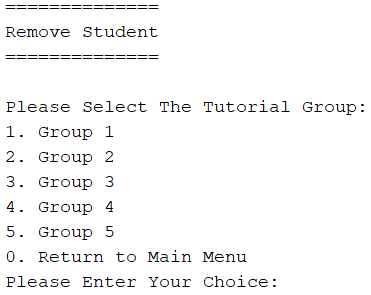 ==============
Remove Student
==============

Please Select The Tutorial Group:
1. Group 1
2. Group 2
3. Group 3
4. Group 4
5. Group 5
0. Return to Main Menu
Please Enter Your Choice: